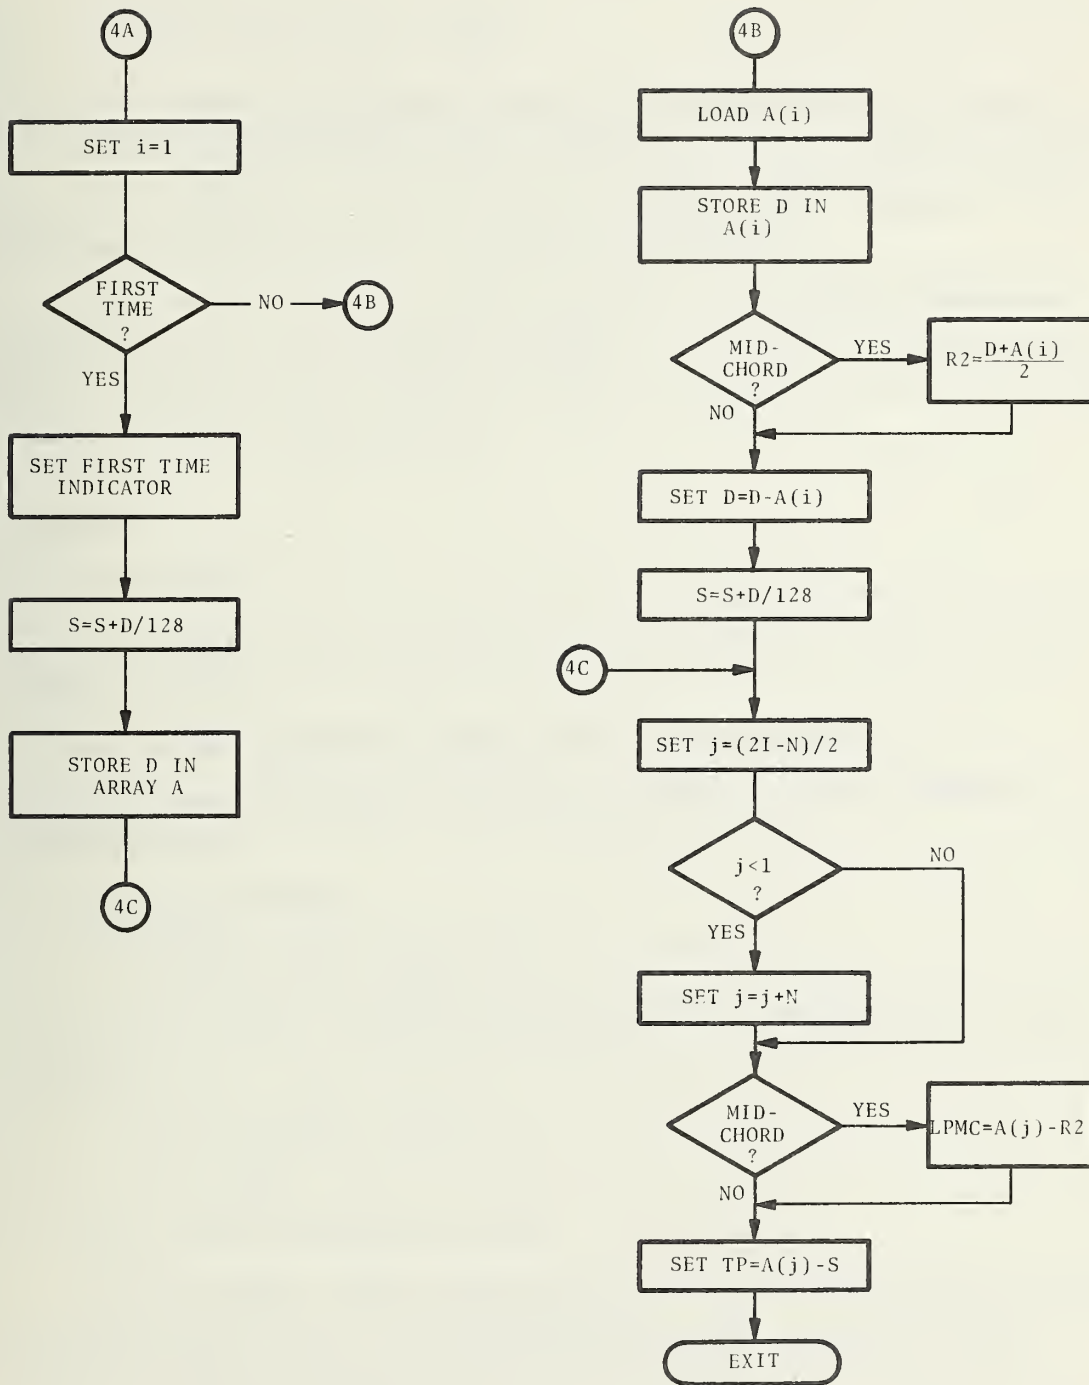 4A
SET i=1
FIRST
TIME
?
NO
4B
YES
SET FIRST TIME
INDICATOR
S=S+D/128
STORE D IN
ARRAY A
4C
4B
LOAD A(i)
STORE D IN
A(i)
MID-
CHORD
?
YES
R2=D+A(i)
2
NO
SET D=D-A(i)
S=S+D/128
4C
SET j=(2I-N)/2
j<1
?
NO
YES
SET j=j+N
MID-
CHORD
?
YES
LPMC=A(j)-R2
NO
SET TP=A(j)-S
EXIT